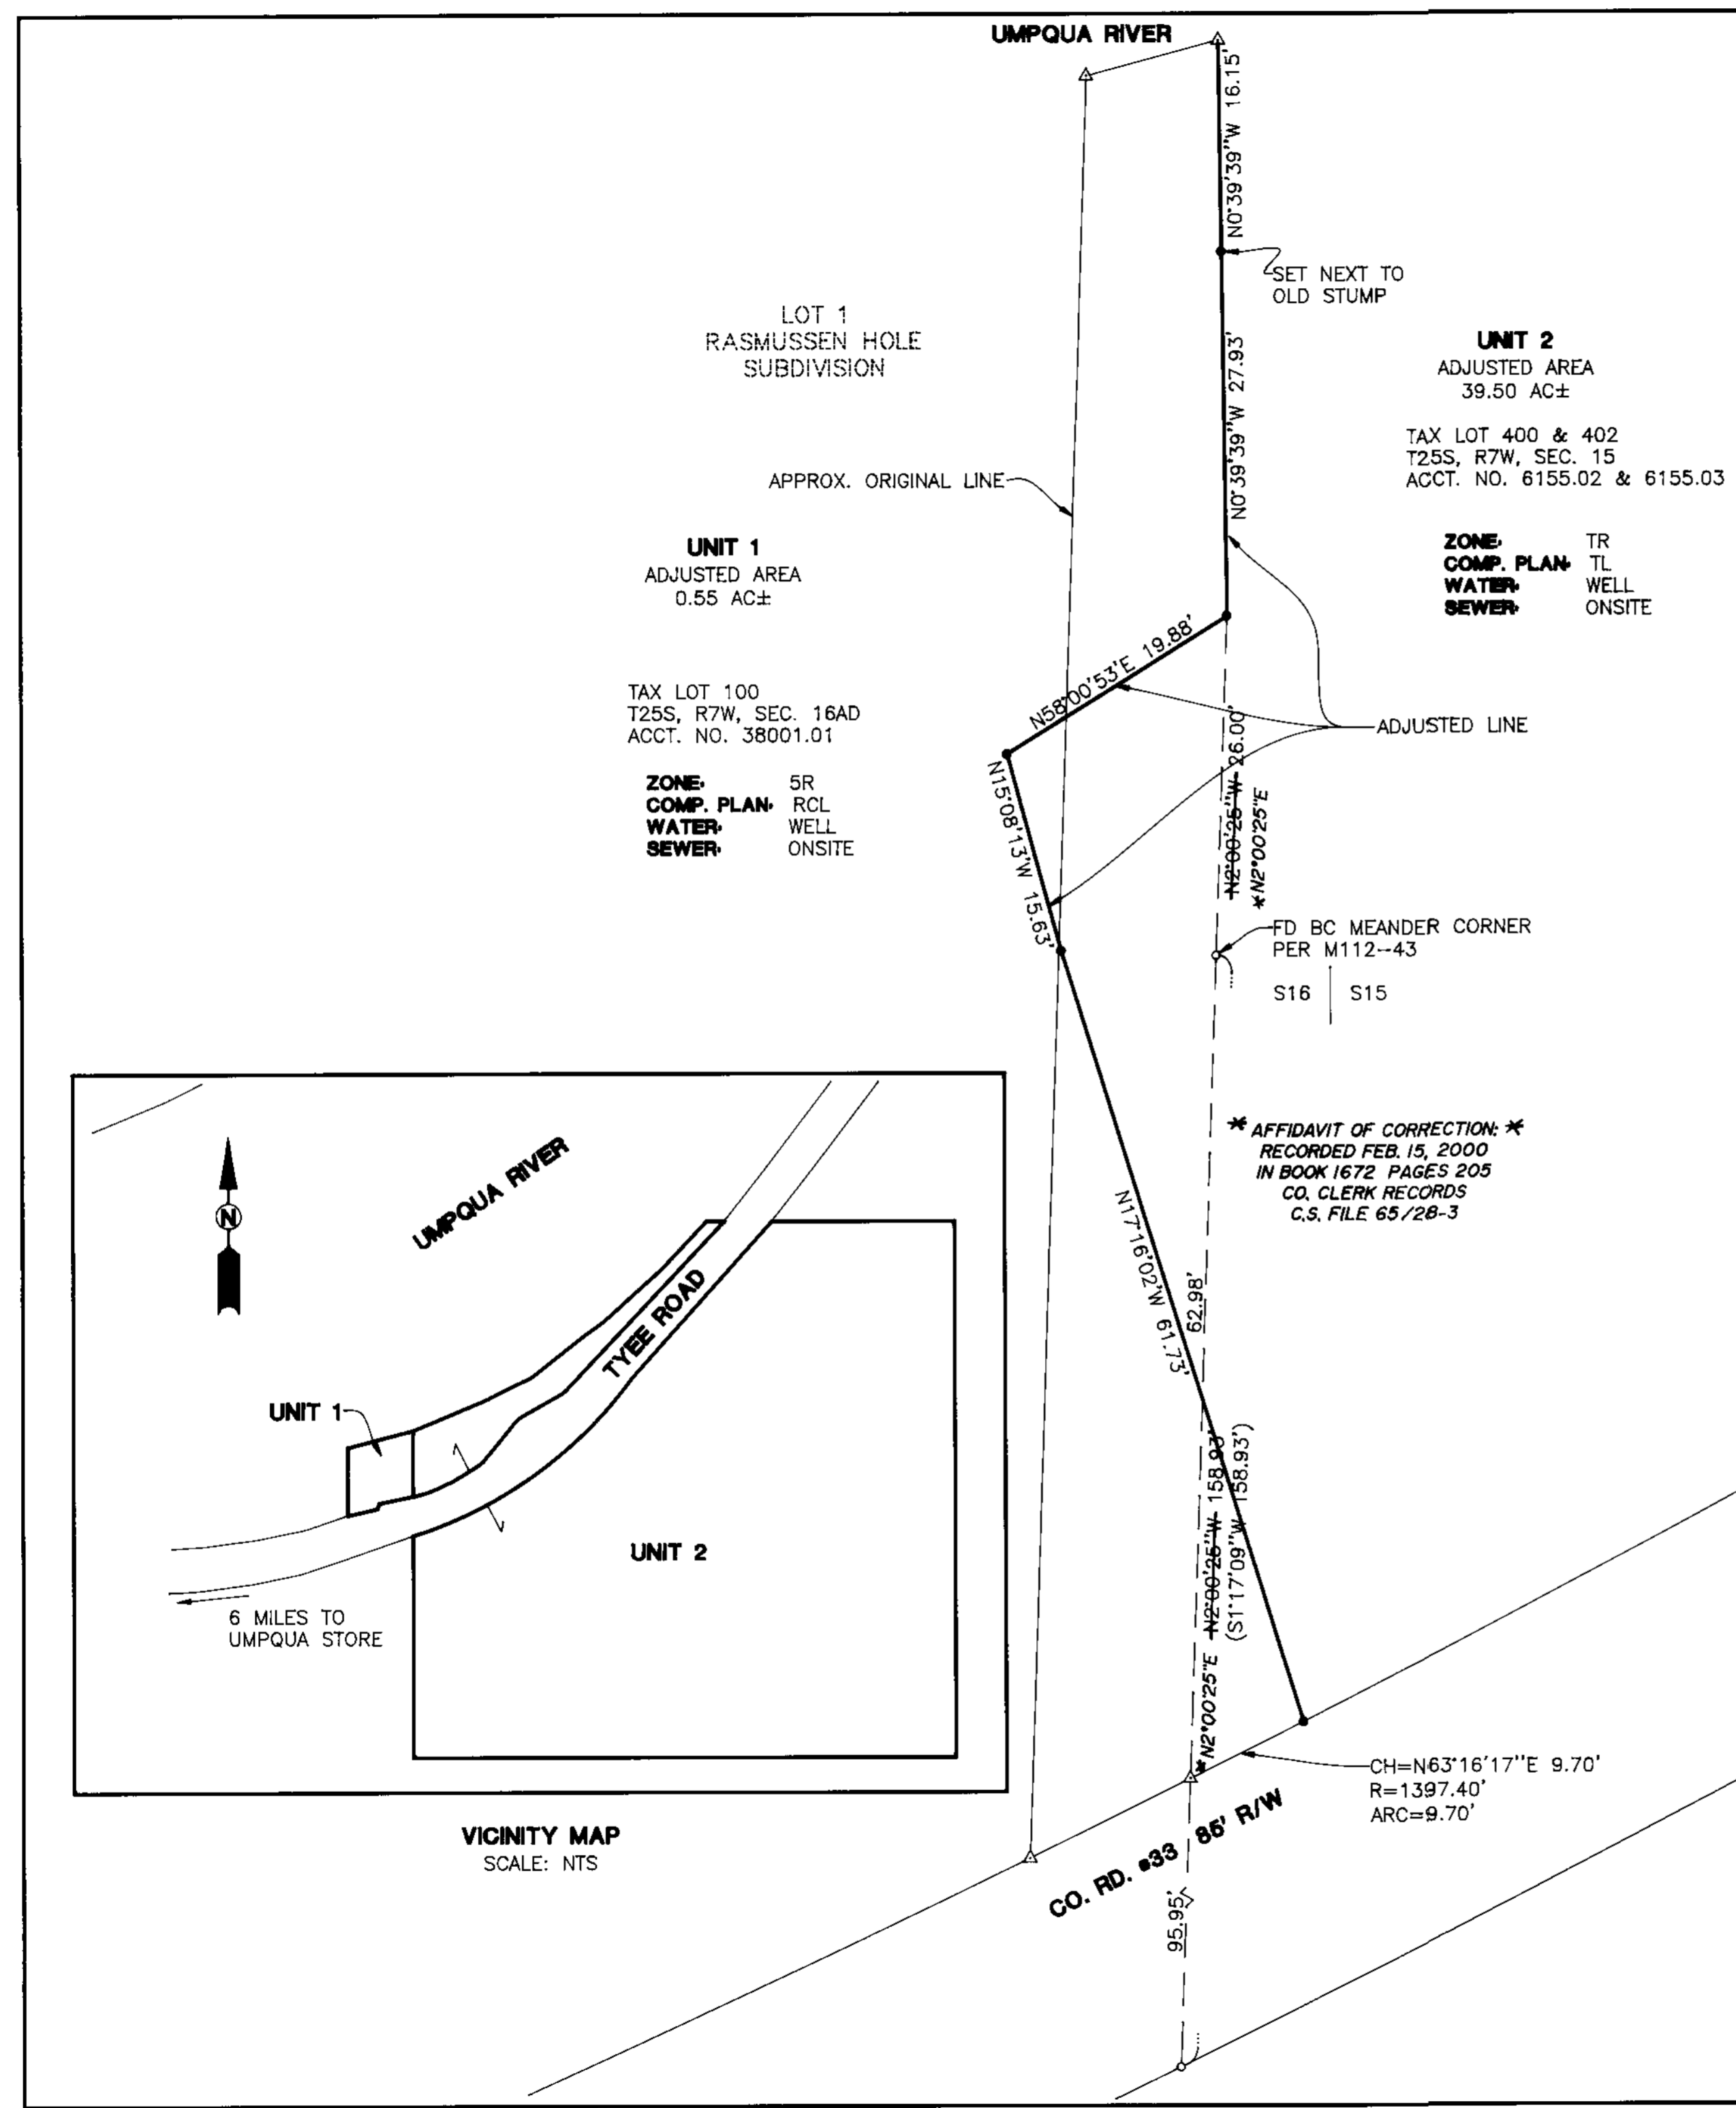 UMPQUA RIVER
N0°39'39"W 16.15'
SET NEXT TO
OLD STUMP
LOT 1
RASMUSSEN HOLE
SUBDIVISION
N0°39'39"W 27.93'
UNIT 2
ADJUSTED AREA
39.50 AC±
TAX LOT 400 & 402
T25S, R7W, SEC. 15
ACCT. NO. 6155.02 & 6155.03
ZONE: TR
COMP. PLAN: TL
WATER: WELL
SEWER: ONSITE
APPROX. ORIGINAL LINE
UNIT 1
ADJUSTED AREA
0.55 AC±
TAX LOT 100
T25S, R7W, SEC. 16AD
ACCT. NO. 38001.01
ZONE: 5R
COMP. PLAN: RCL
WATER: WELL
SEWER: ONSITE
N58°00'53'E 19.88'
ADJUSTED LINE
N15°08'13'W 15.63'
N2°00'25"W 26.00'
*N2°00'25"E
FD BC MEANDER CORNER
PER M112--43
S16 S15
* AFFIDAVIT OF CORRECTION: *
RECORDED FEB. 15, 2000
IN BOOK 1672 PAGES 205
CO. CLERK RECORDS
C.S. FILE 65/28-3
N17°16'02'W 61.73'
62.98'
*N2°00'25"E N2°00'25"W 158.93'
(S1°17'09"W 158.93')
CH=N63°16'17"E 9.70'
R=1397.40'
ARC=9.70'
CO. RD. #33 85' R/W
95.95'
N
UMPQUA RIVER
TYEE ROAD
UNIT 1
UNIT 2
6 MILES TO
UMPQUA STORE
VICINITY MAP
SCALE: NTS